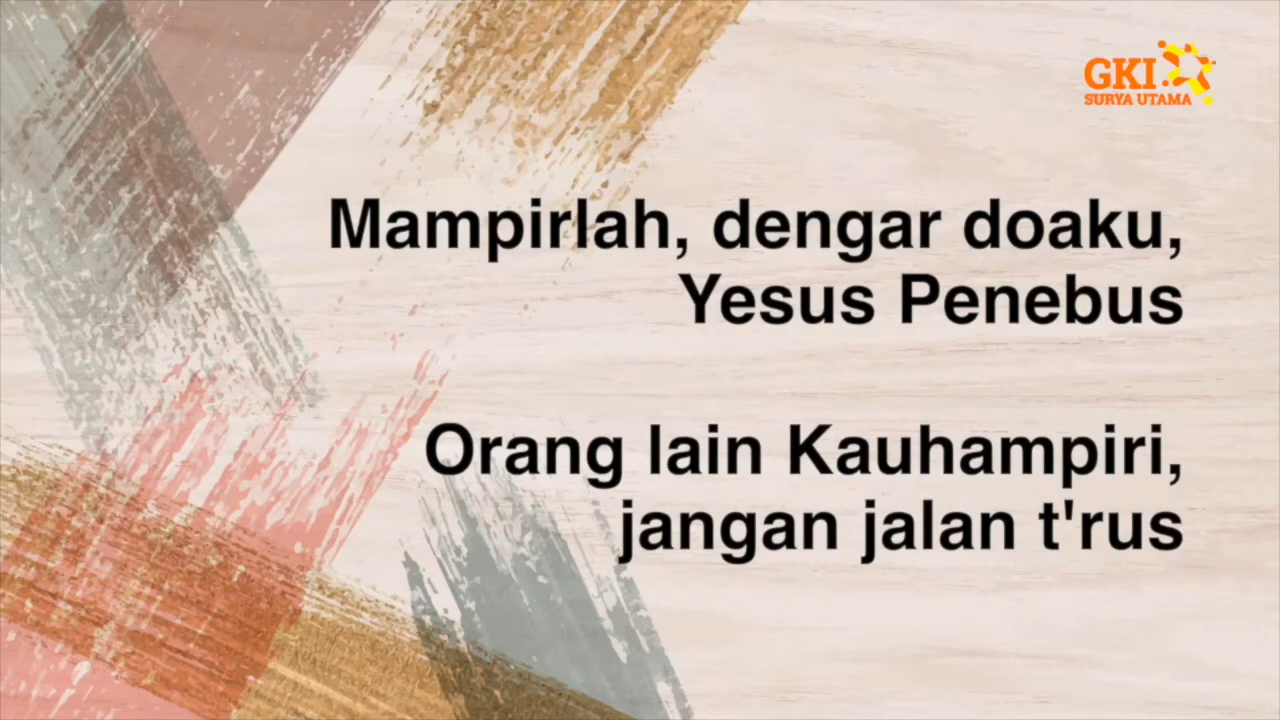 GKI
SURYA UTAMA
Mampirlah, dengar doaku,
Yesus Penebus
Orang lain Kauhampiri,
jangan jalan t'rus